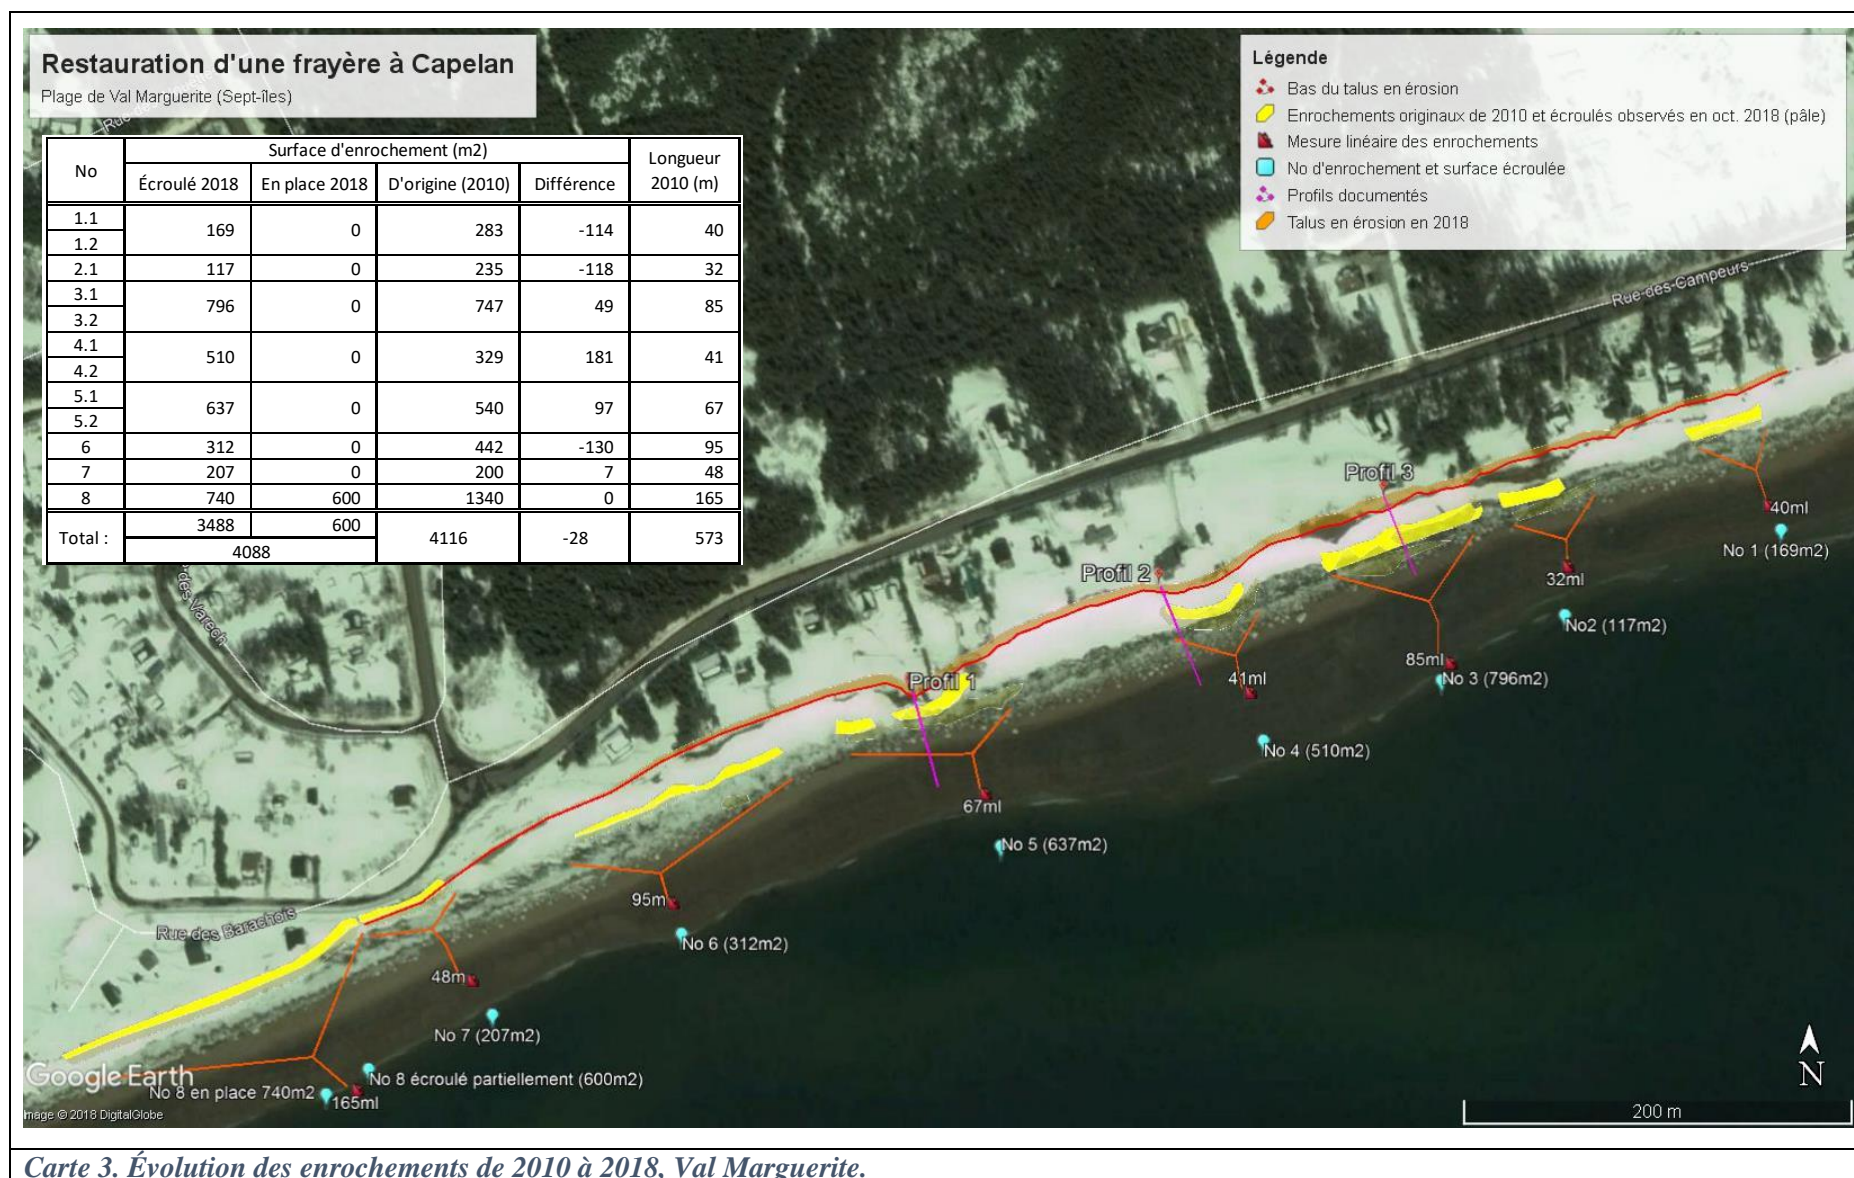 Restauration d'une frayère à Capelan
Plage de Val Marguerite (Sept-îles)
Légende
Bas du talus en érosion
Enrochements originaux de 2010 et écroulés observés en oct. 2018 (pâle)
Mesure linéaire des enrochements
No d'enrochement et surface écroulée
Profils documentés
Talus en érosion en 2018
No Surface d'enrochement (m2) Longueur 2010 (m)
Écroulé 2018 En place 2018 D'origine (2010) Différence
1.1
1.2
169 0 283 -114 40
2.1 117 0 235 -118 32
3.1
3.2
796 0 747 49 85
4.1
4.2
510 0 329 181 41
5.1
5.2
637 0 540 97 67
6 312 0 442 -130 95
7 207 0 200 7 48
8 740 600 1340 0 165
Total : 3488 600 4116 -28 573
4088
Rue des Campeurs
Profil 3
40ml
No 1 (169m2)
Profil 2
32ml
No2 (117m2)
85ml
No 3 (796m2)
41ml
No 4 (510m2)
Profil 1
67ml
No 5 (637m2)
95m
No 6 (312m2)
Rue des Barachois
48m
No 7 (207m2)
No 8 écroulé partiellement (600m2)
No 8 en place 740m2
165ml
des Varech
Google Earth
Image © 2018 DigitalGlobe
N
200 m
Carte 3. Évolution des enrochements de 2010 à 2018, Val Marguerite.